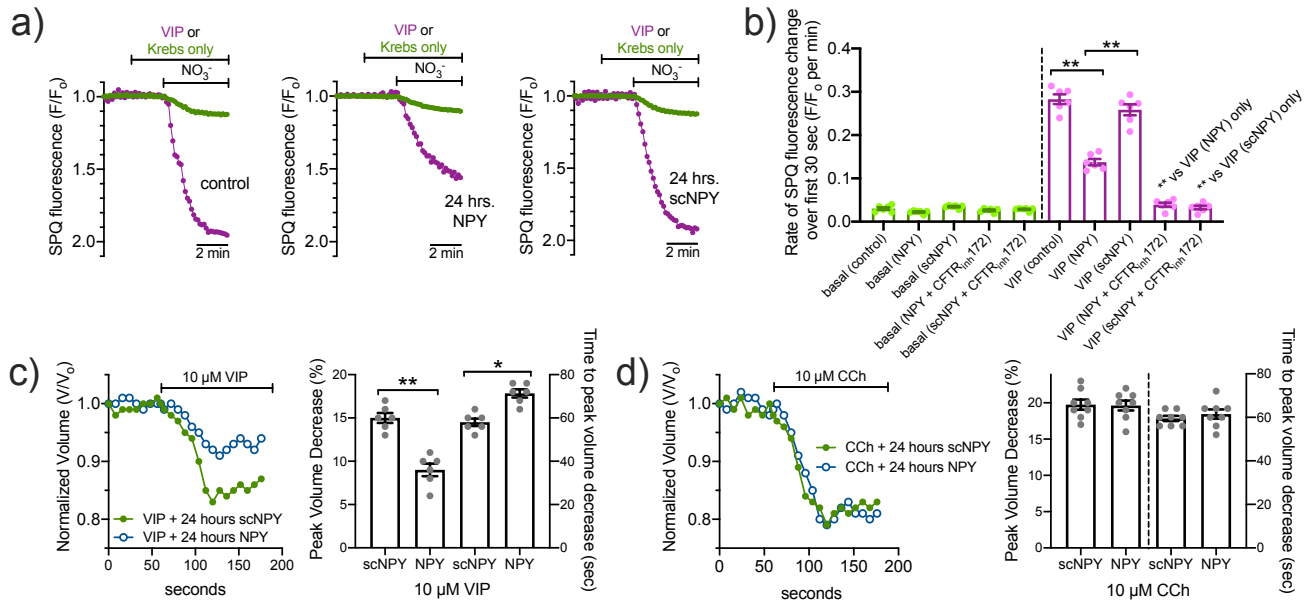 a)
VIP or
Krebs only
NO₃⁻
SPQ fluorescence (F/Fₒ)
1.0
1.5
2.0
control
2 min
VIP or
Krebs only
NO₃⁻
SPQ fluorescence (F/Fₒ)
1.0
1.5
2.0
24 hrs.
NPY
2 min
VIP or
Krebs only
NO₃⁻
SPQ fluorescence (F/Fₒ)
1.0
1.5
2.0
24 hrs.
scNPY
2 min
b)
Rate of SPQ fluorescence change
over first 30 sec (F/Fₒ per min)
0.4
0.3
0.2
0.1
0.0
**
**
** vs VIP (NPY) only
** vs VIP (scNPY) only
basal (control)
basal (NPY)
basal (scNPY)
basal (NPY + CFTRᵢₙₕ172)
basal (scNPY + CFTRᵢₙₕ172)
VIP (control)
VIP (NPY)
VIP (scNPY)
VIP (NPY + CFTRᵢₙₕ172)
VIP (scNPY + CFTRᵢₙₕ172)
c)
10 µM VIP
Normalized Volume (V/Vₒ)
1.0
0.9
0.8
VIP + 24 hours scNPY
VIP + 24 hours NPY
0 50 100 150 200
seconds
Peak Volume Decrease (%)
20
15
10
5
0
**
*
Time to peak volume
decrease (sec)
80
60
40
20
0
scNPY NPY scNPY NPY
10 µM VIP
d)
10 µM CCh
Normalized Volume (V/Vₒ)
1.0
0.9
0.8
CCh + 24 hours scNPY
CCh + 24 hours NPY
0 50 100 150 200
seconds
Peak Volume Decrease (%)
20
10
0
Time to peak volume
decrease (sec)
80
60
40
20
0
scNPY NPY scNPY NPY
10 µM CCh